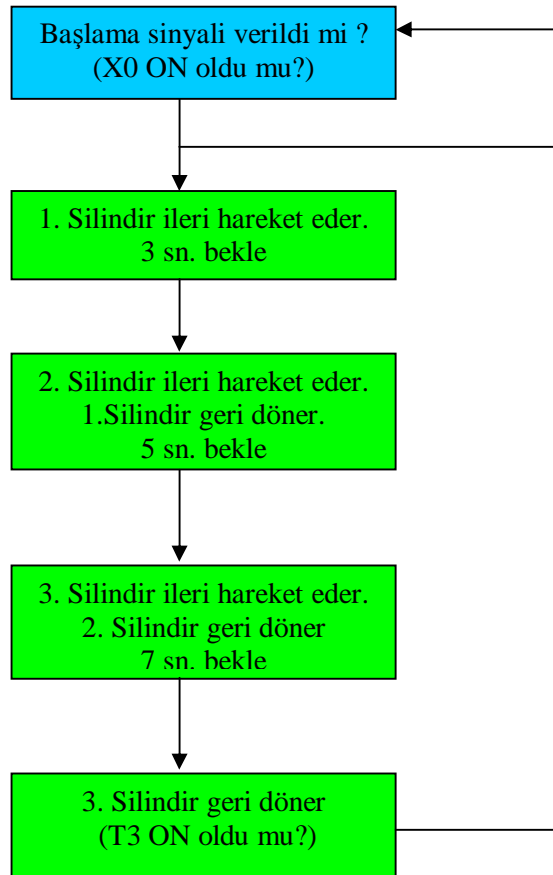 Başlama sinyali verildi mi ?
(X0 ON oldu mu?)
1. Silindir ileri hareket eder.
3 sn. bekle
2. Silindir ileri hareket eder.
1.Silindir geri döner.
5 sn. bekle
3. Silindir ileri hareket eder.
2. Silindir geri döner
7 sn. bekle
3. Silindir geri döner
(T3 ON oldu mu?)